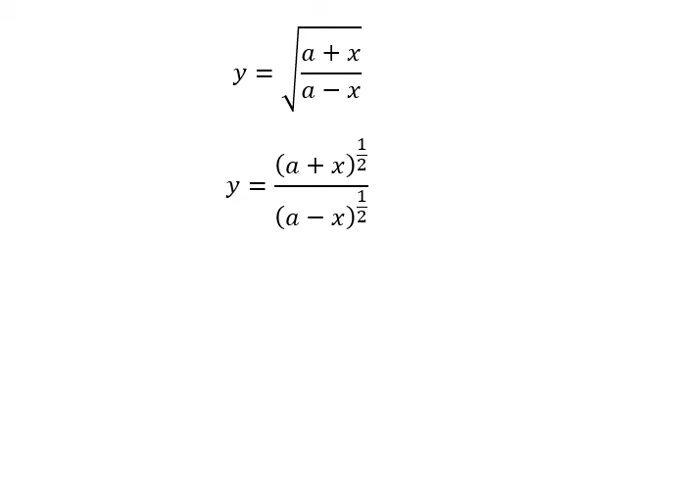 y = √((a + x)/(a − x))
y = (a + x)^(1/2)/(a − x)^(1/2)